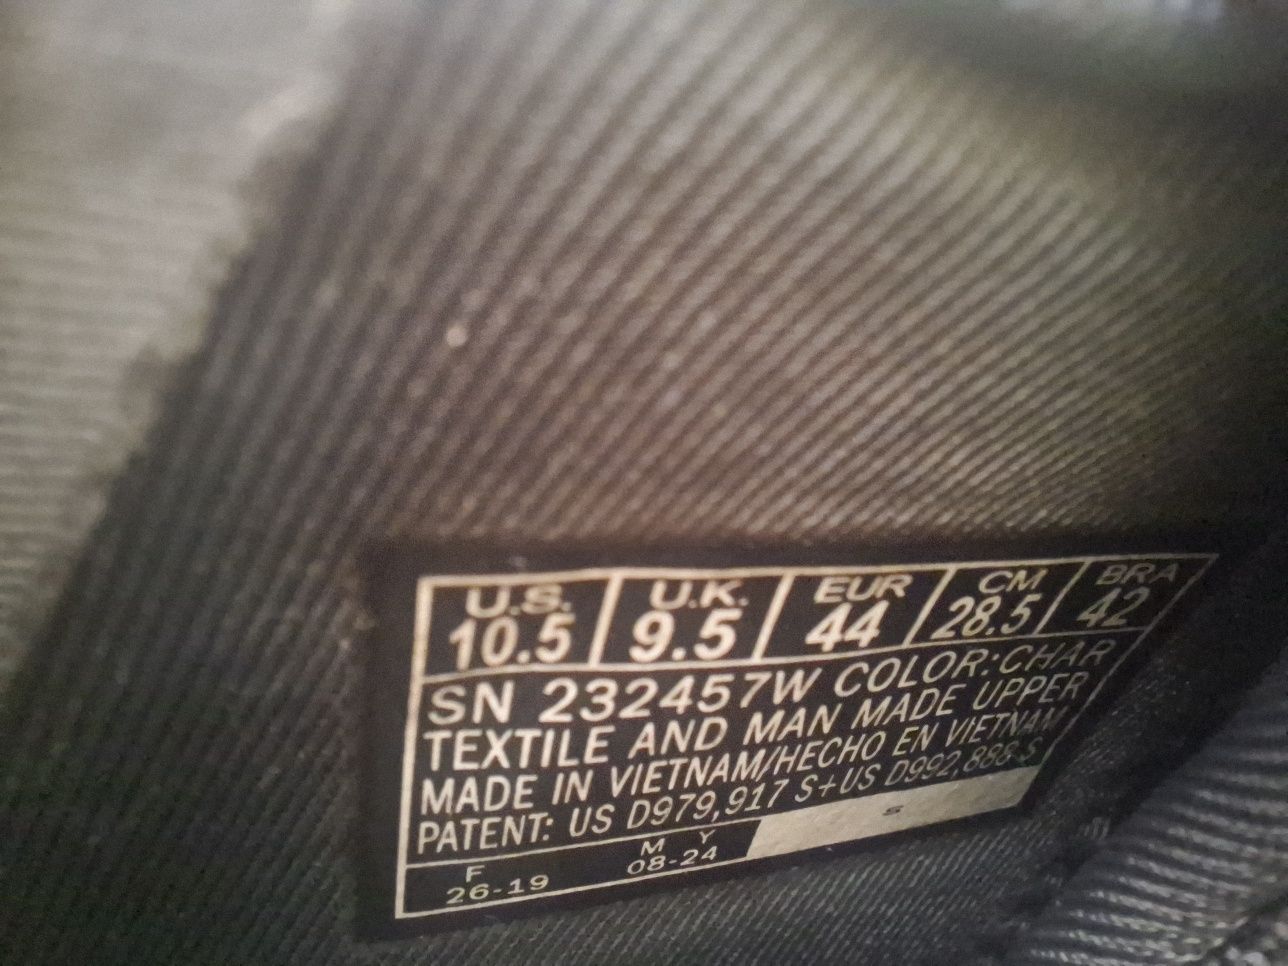 U.S. U.K. EUR CM BRA
10.5 9.5 44 28.5 42
SN 232457W COLOR:CHAR
TEXTILE AND MAN MADE UPPER
MADE IN VIETNAM/HECHO EN VIETNAM
PATENT: US D979,917 S+US D992,888 S
F M Y
26-19 08-24
S